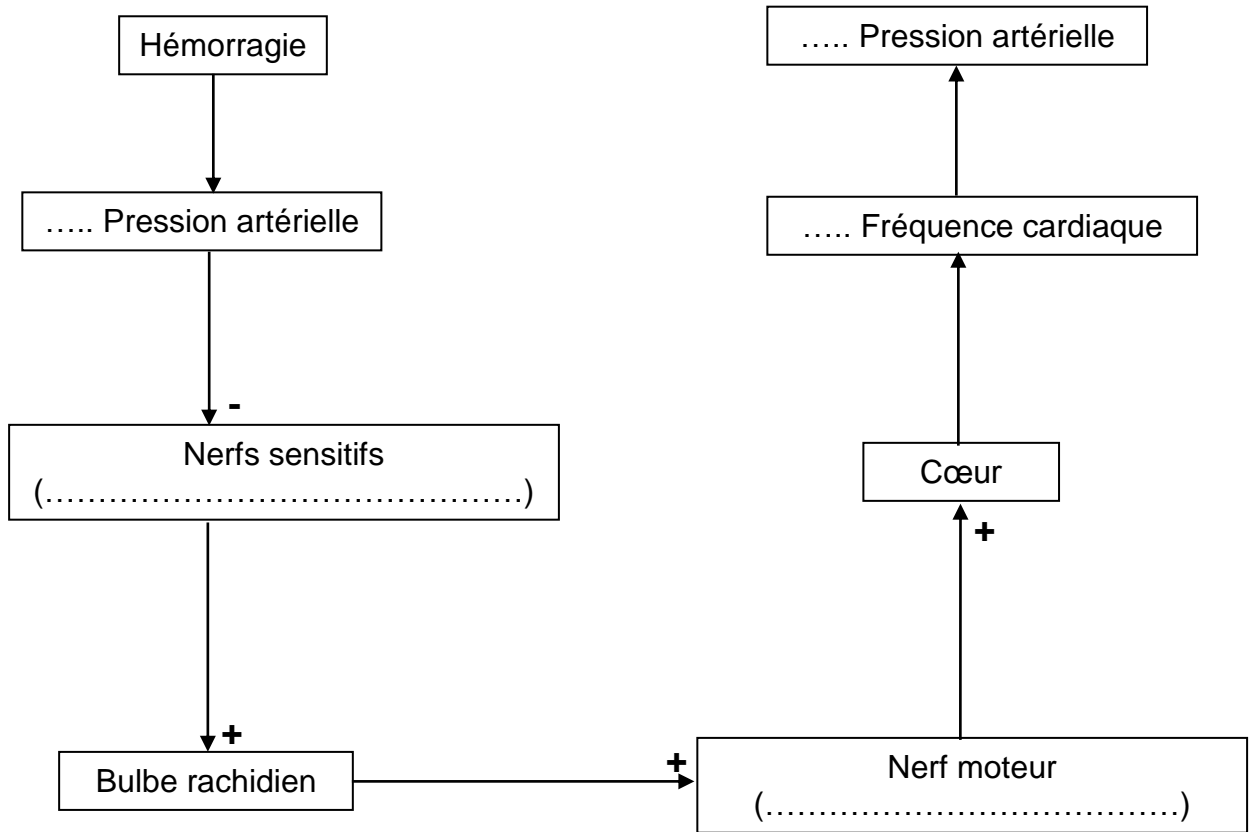 Hémorragie
….. Pression artérielle
-
Nerfs sensitifs
(………………………………………)
+
Bulbe rachidien
+
Nerf moteur
(…………………………………)
+
Cœur
….. Fréquence cardiaque
….. Pression artérielle